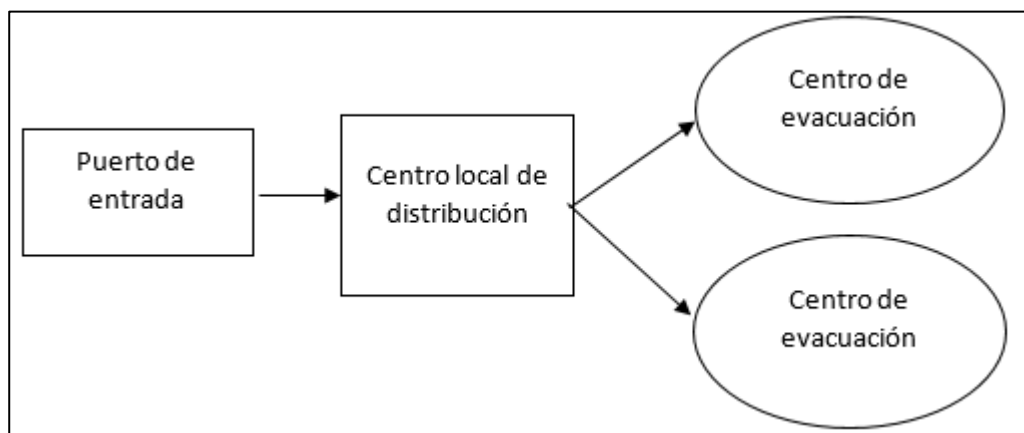 Puerto de
entrada
Centro local de
distribución
Centro de
evacuación
Centro de
evacuación